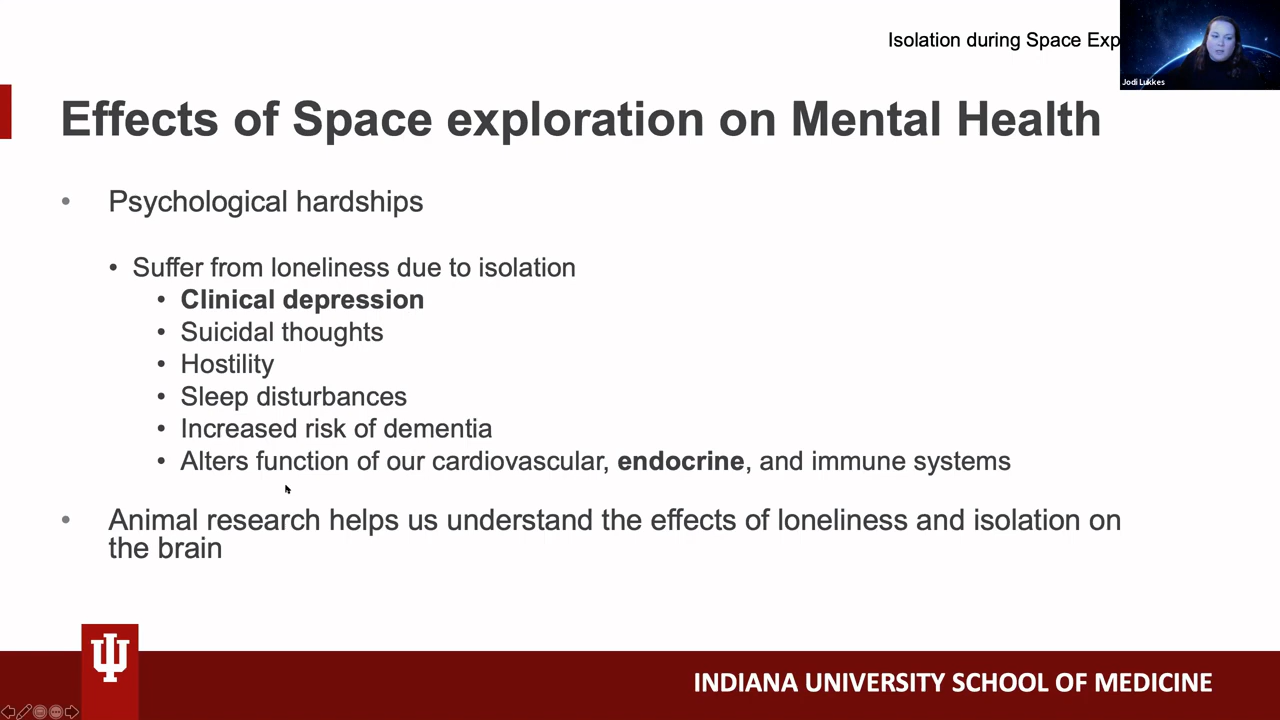 Isolation during Space Exp
Jodi Lukkes
Effects of Space exploration on Mental Health
• Psychological hardships
• Suffer from loneliness due to isolation
• Clinical depression
• Suicidal thoughts
• Hostility
• Sleep disturbances
• Increased risk of dementia
• Alters function of our cardiovascular, endocrine, and immune systems
• Animal research helps us understand the effects of loneliness and isolation on
the brain
INDIANA UNIVERSITY SCHOOL OF MEDICINE